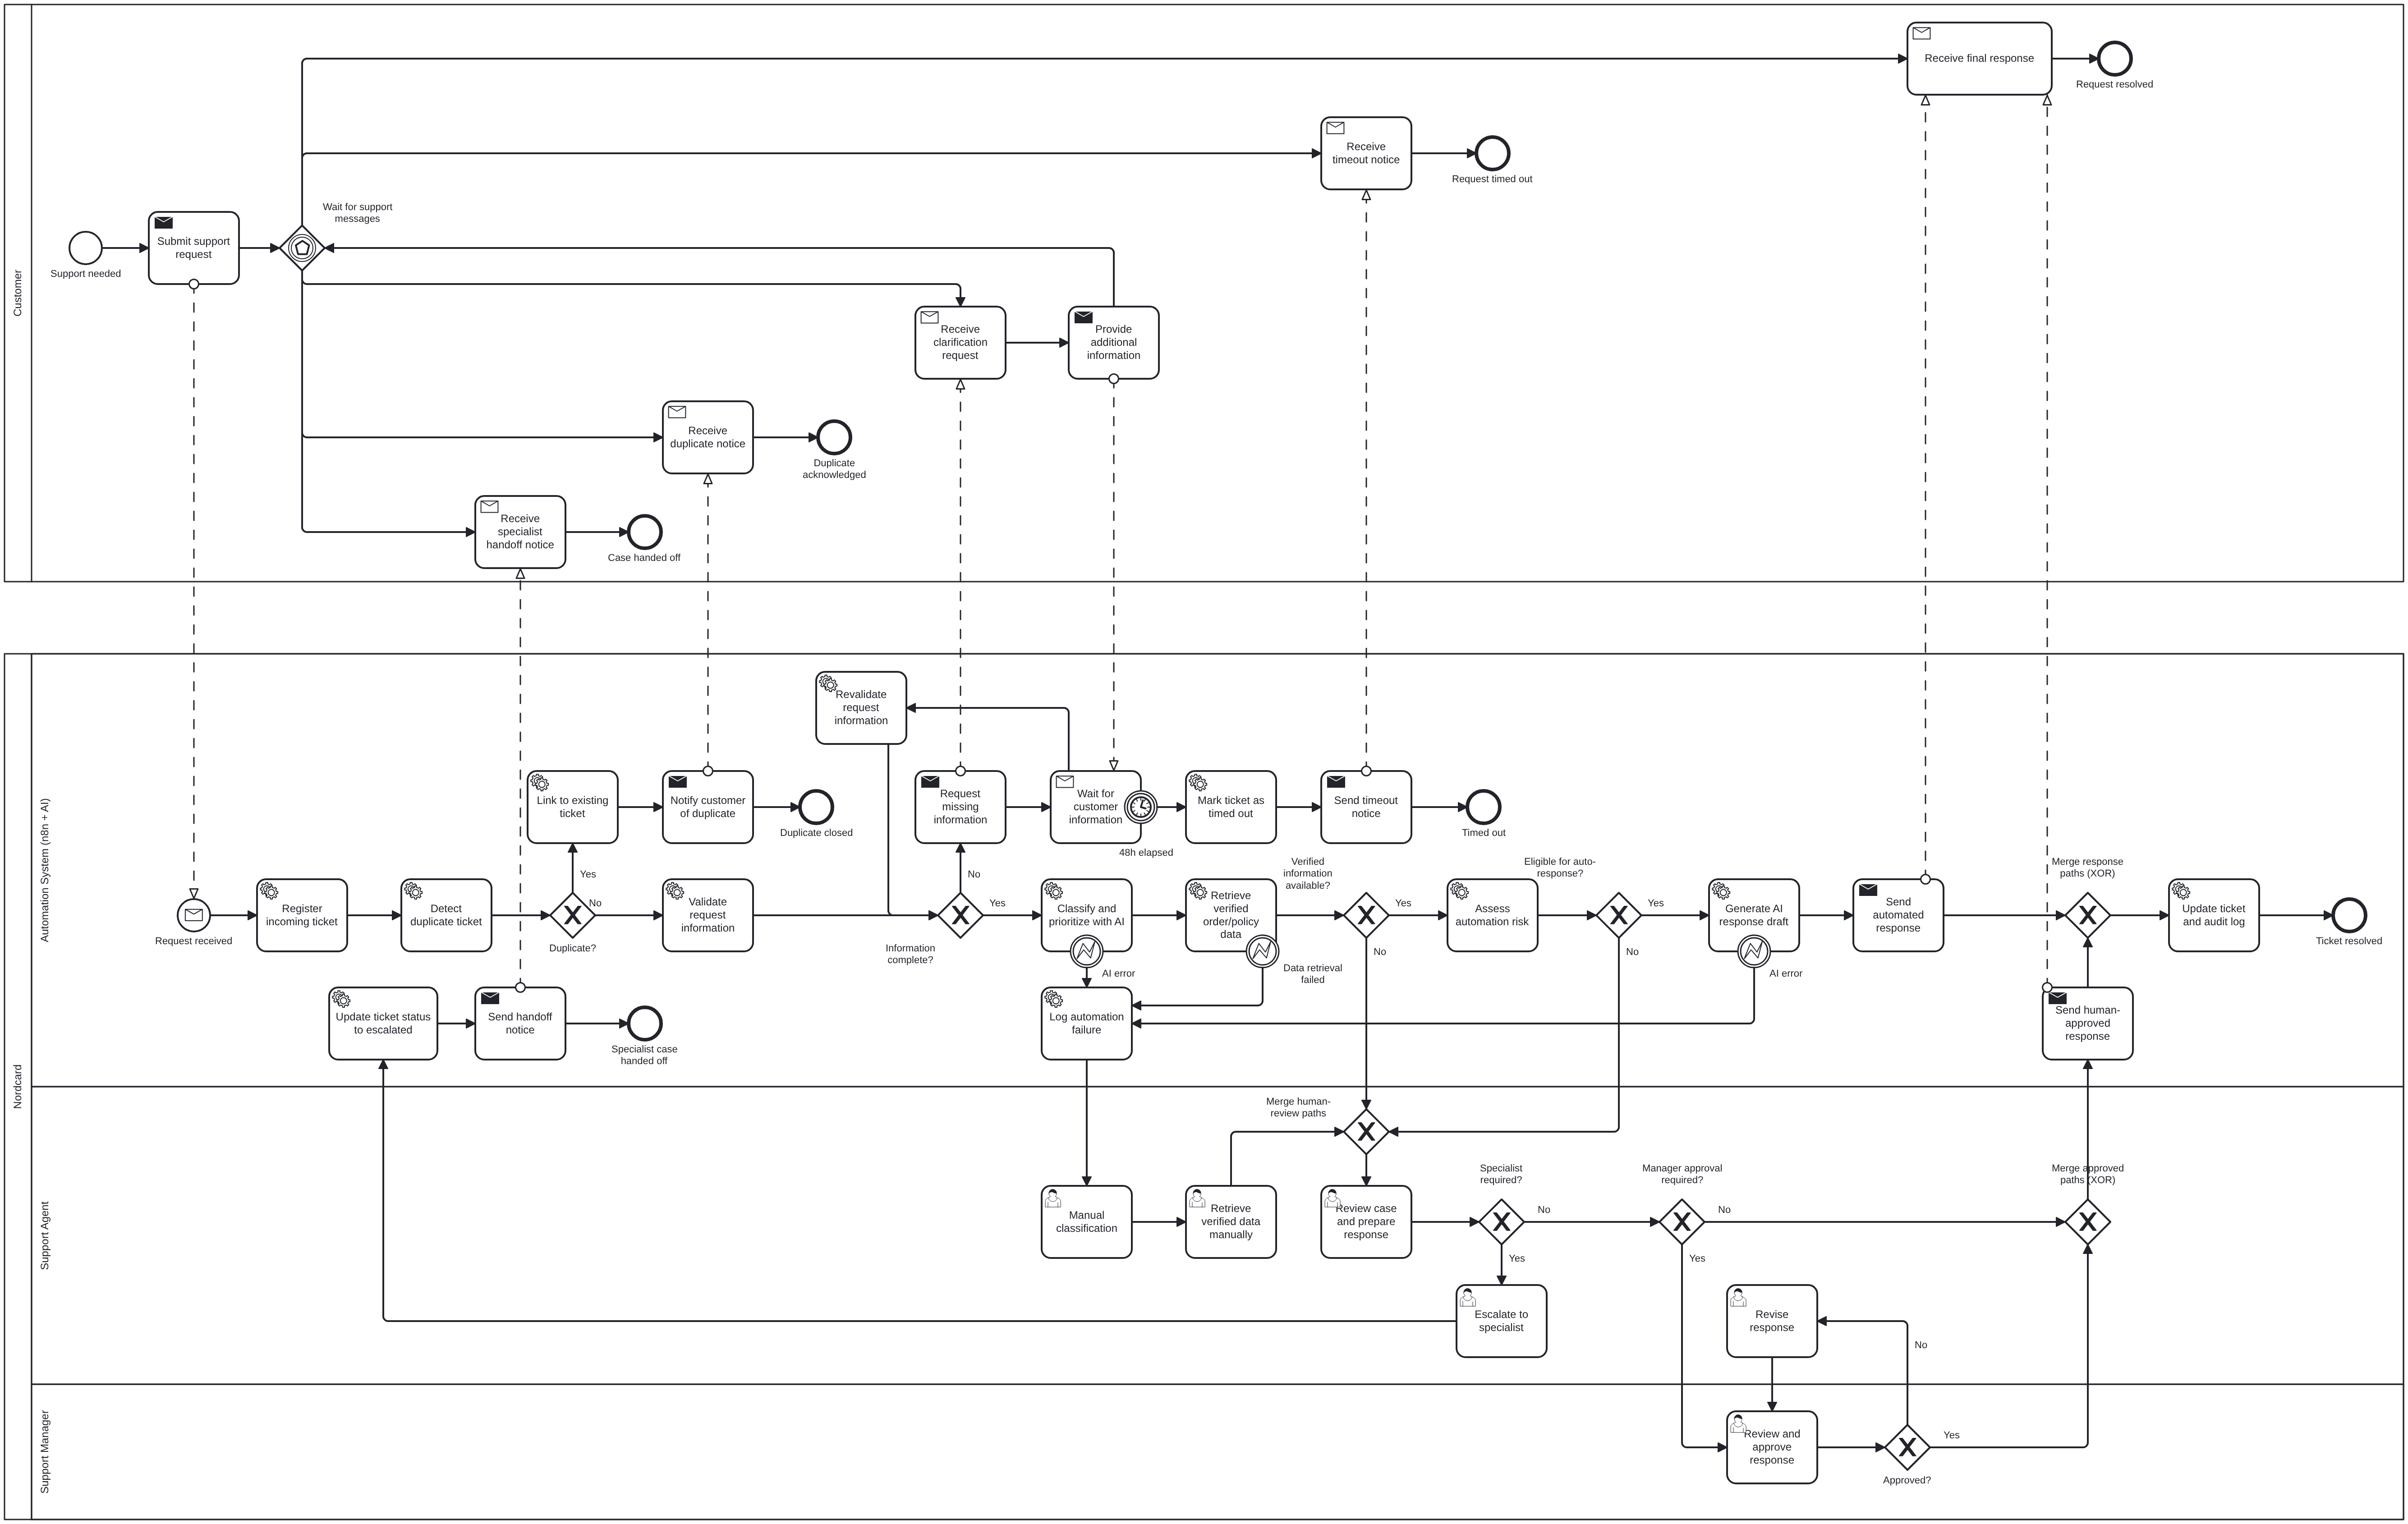 Customer
Receive final response
Request resolved
Receive
timeout notice
Request timed out
Wait for support
messages
Submit support
request
Support needed
Receive
clarification
request
Provide
additional
information
Receive
duplicate notice
Duplicate
acknowledged
Receive
specialist
handoff notice
Case handed off
Nordcard
Automation System (n8n + AI)
Revalidate
request
information
Link to existing
ticket
Notify customer
of duplicate
Duplicate closed
Request
missing
information
Wait for
customer
information
48h elapsed
Mark ticket as
timed out
Send timeout
notice
Timed out
Yes
No
Verified
information
available?
Eligible for auto-
response?
Merge response
paths (XOR)
Request received
Register
incoming ticket
Detect
duplicate ticket
No
Duplicate?
Validate
request
information
Information
complete?
Yes
Classify and
prioritize with AI
AI error
Retrieve
verified
order/policy
data
Data retrieval
failed
Yes
No
Assess
automation risk
Yes
No
Generate AI
response draft
AI error
Send
automated
response
Update ticket
and audit log
Ticket resolved
Update ticket status
to escalated
Send handoff
notice
Specialist case
handed off
Log automation
failure
Send human-
approved
response
Support Agent
Merge human-
review paths
Manual
classification
Retrieve
verified data
manually
Review case
and prepare
response
Specialist
required?
No
Yes
Manager approval
required?
No
Yes
Merge approved
paths (XOR)
Escalate to
specialist
Revise
response
No
Support Manager
Review and
approve
response
Yes
Approved?